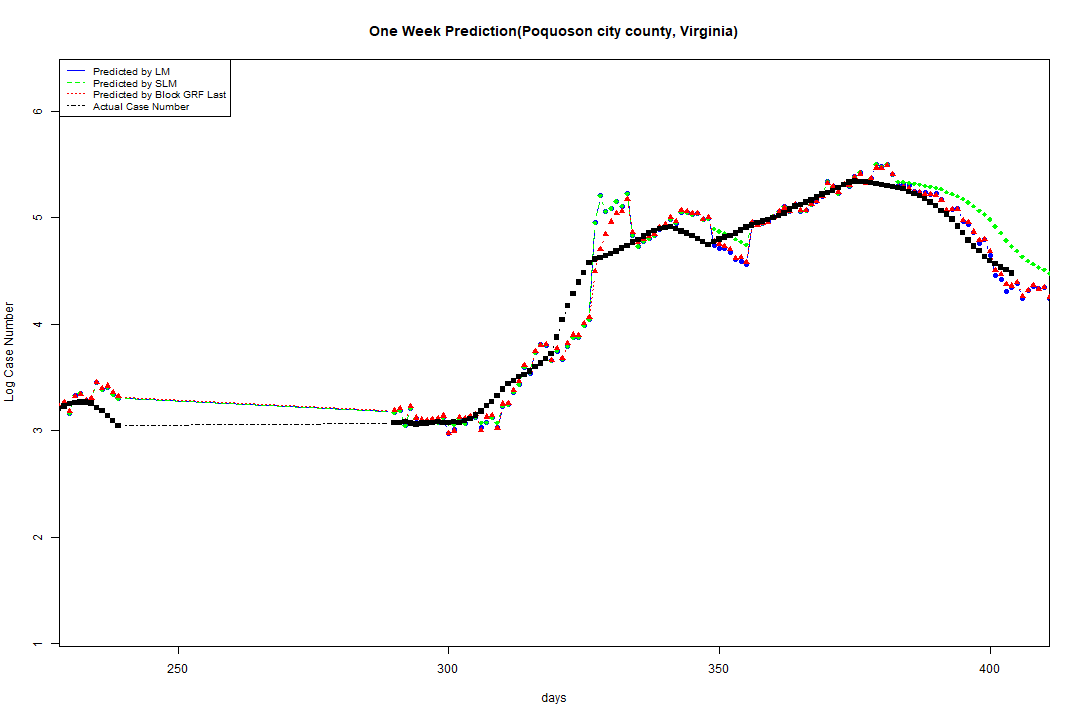 One Week Prediction(Poquoson city county, Virginia)
Predicted by LM
Predicted by SLM
Predicted by Block GRF Last
Actual Case Number
6
5
4
3
2
1
Log Case Number
250 300 350 400
days